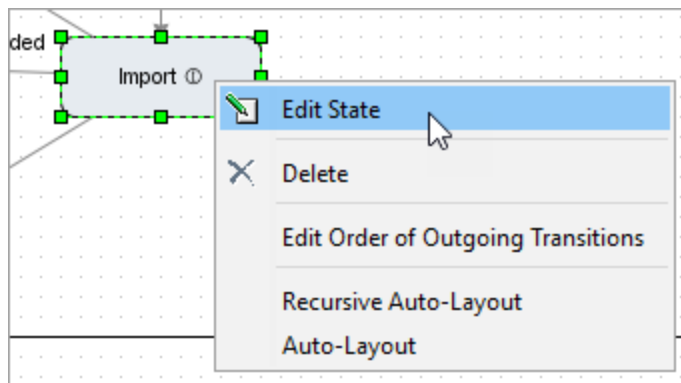 ded
Import
Edit State
Delete
Edit Order of Outgoing Transitions
Recursive Auto-Layout
Auto-Layout